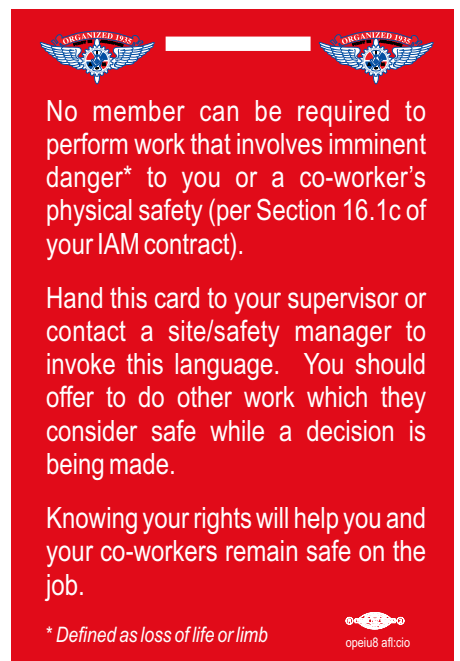 ORGANIZED 1935 ORGANIZED 1935
No member can be required to
perform work that involves imminent
danger* to you or a co-worker's
physical safety (per Section 16.1c of
your IAM contract).
Hand this card to your supervisor or
contact a site/safety manager to
invoke this language. You should
offer to do other work which they
consider safe while a decision is
being made.
Knowing your rights will help you and
your co-workers remain safe on the
job.
* Defined as loss of life or limb
opeiu8 afl:cio